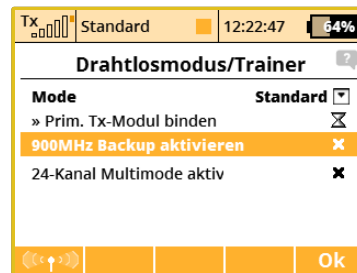 Tx Standard 12:22:47 64%
Drahtlosmodus/Trainer ?
Mode Standard
» Prim. Tx-Modul binden
900MHz Backup aktivieren
24-Kanal Multimode aktiv
Ok